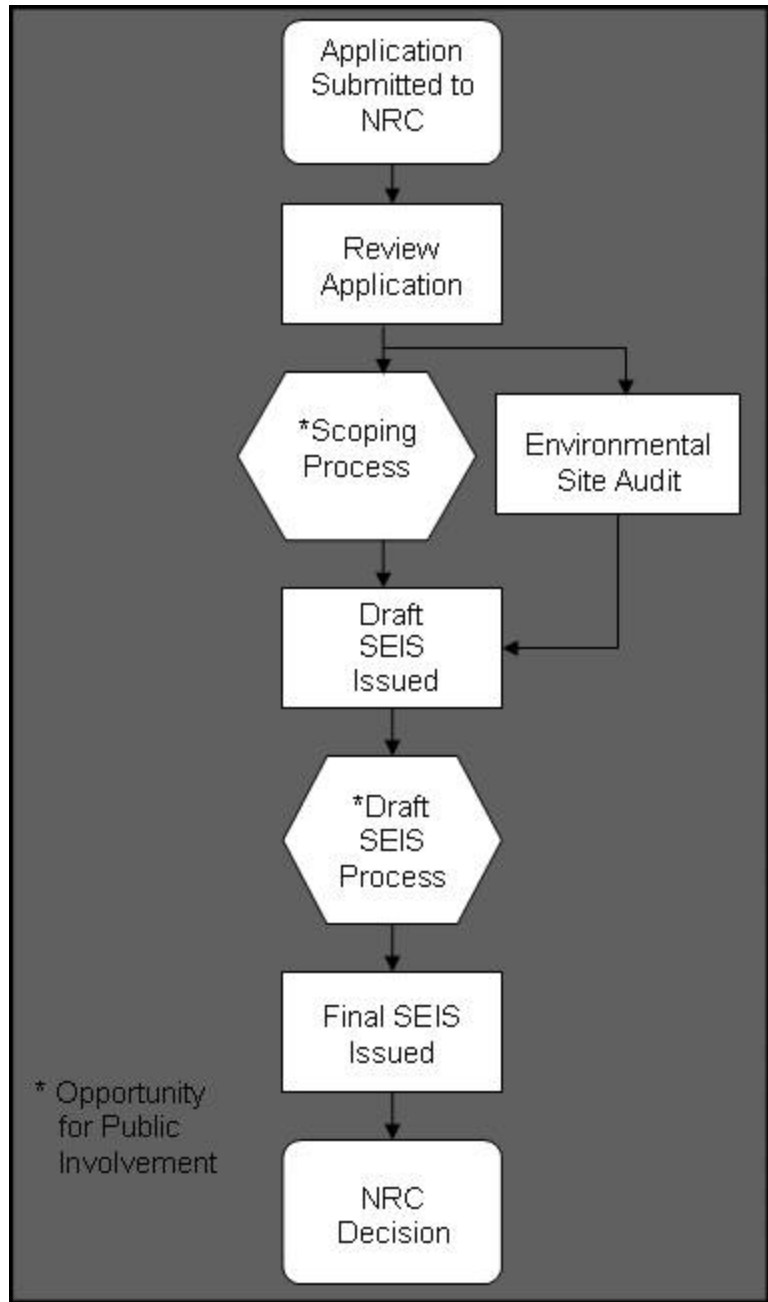 Application
Submitted to
NRC
Review
Application
*Scoping
Process
Environmental
Site Audit
Draft
SEIS
Issued
*Draft
SEIS
Process
Final SEIS
Issued
* Opportunity
for Public
Involvement
NRC
Decision